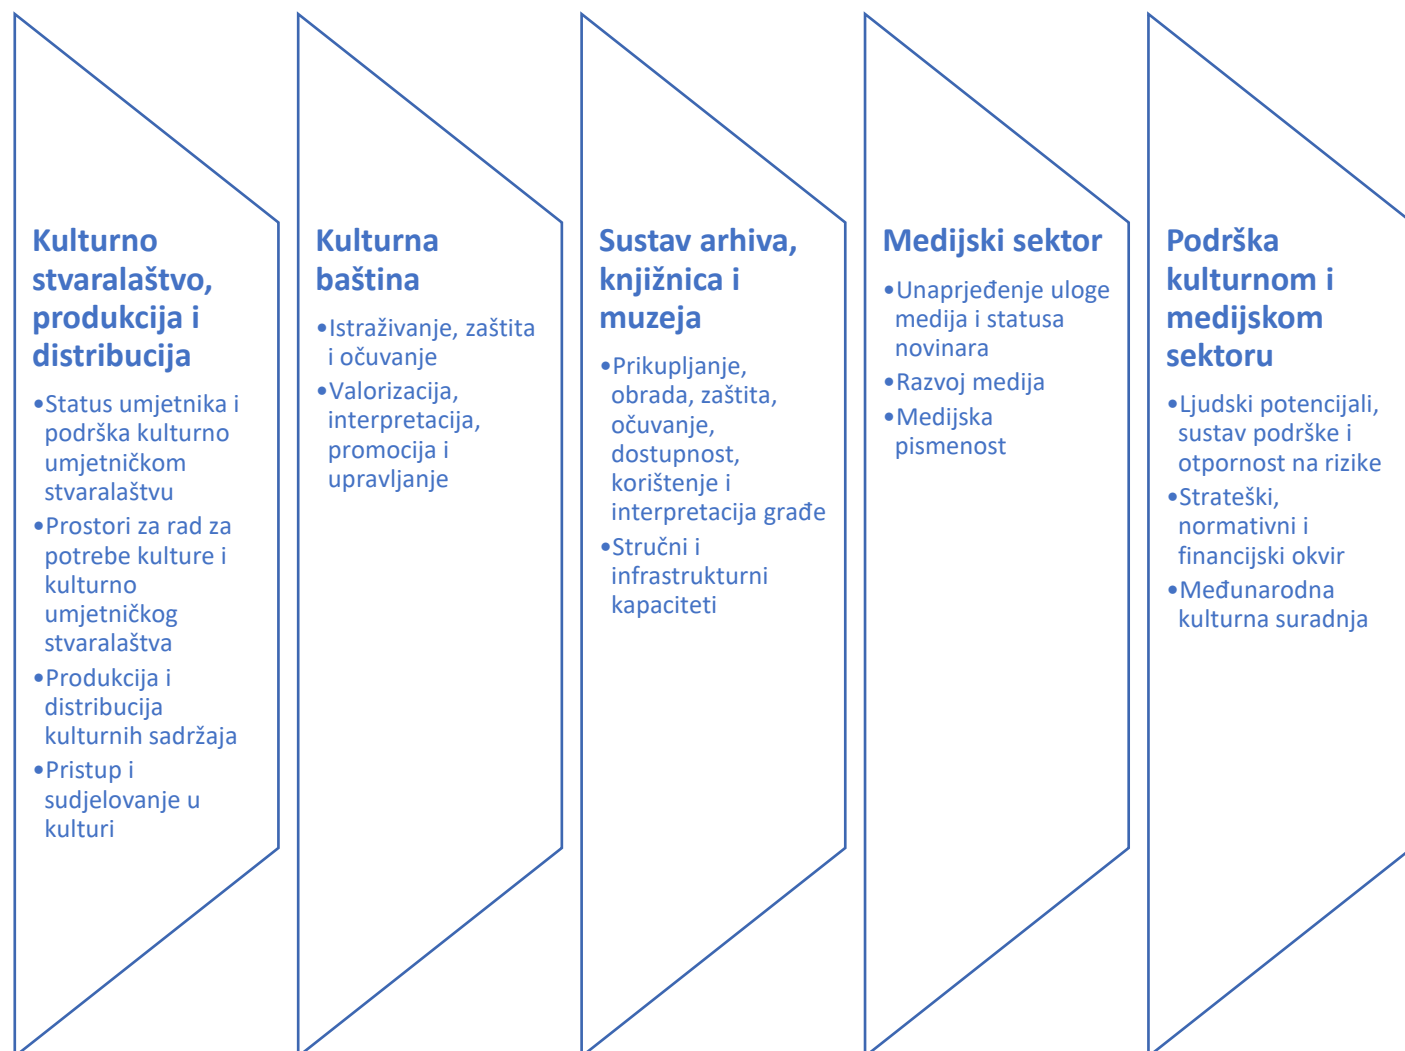 Kulturno
stvaralaštvo,
produkcija i
distribucija
•Status umjetnika i
podrška kulturno
umjetničkom
stvaralaštvu
•Prostori za rad za
potrebe kulture i
kulturno
umjetničkog
stvaralaštva
•Produkcija i
distribucija
kulturnih sadržaja
•Pristup i
sudjelovanje u
kulturi
Kulturna
baština
•Istraživanje, zaštita
i očuvanje
•Valorizacija,
interpretacija,
promocija i
upravljanje
Sustav arhiva,
knjižnica i
muzeja
•Prikupljanje,
obrada, zaštita,
očuvanje,
dostupnost,
korištenje i
interpretacija građe
•Stručni i
infrastrukturni
kapaciteti
Medijski sektor
•Unaprjeđenje uloge
medija i statusa
novinara
•Razvoj medija
•Medijska
pismenost
Podrška
kulturnom i
medijskom
sektoru
•Ljudski potencijali,
sustav podrške i
otpornost na rizike
•Strateški,
normativni i
financijski okvir
•Međunarodna
kulturna suradnja